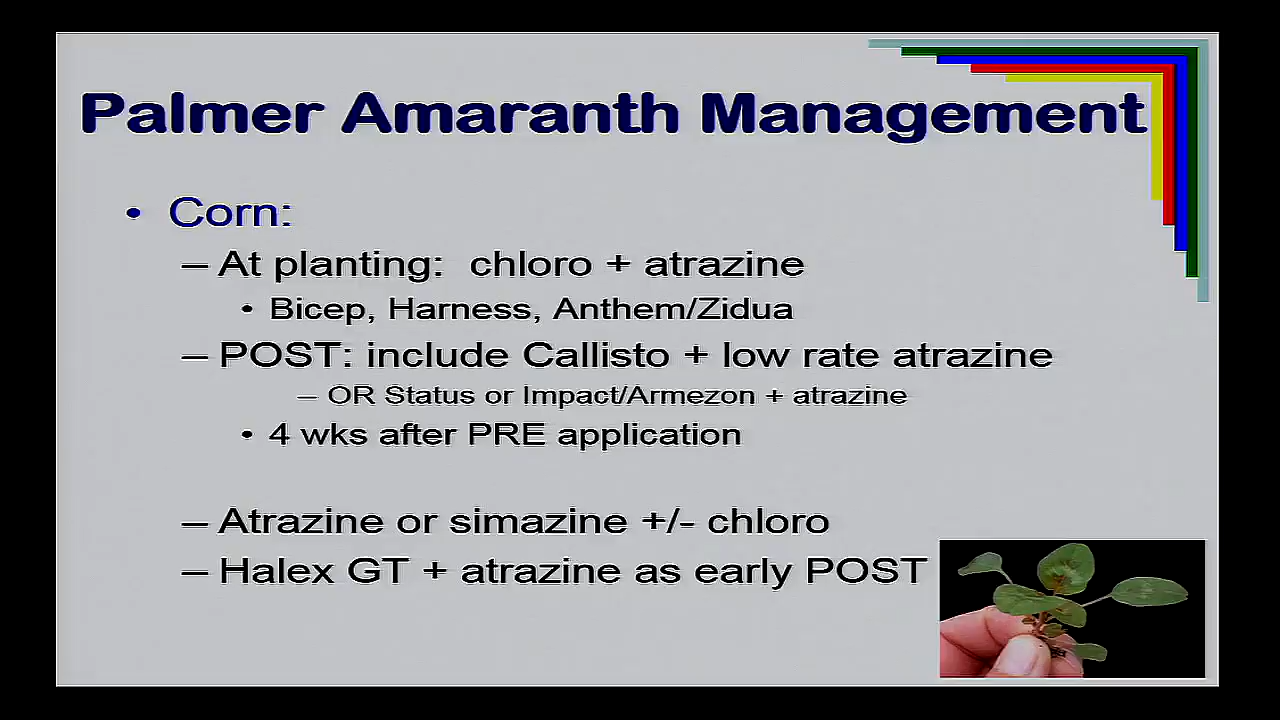 Palmer Amaranth Management
• Corn:
– At planting: chloro + atrazine
• Bicep, Harness, Anthem/Zidua
– POST: include Callisto + low rate atrazine
– OR Status or Impact/Armezon + atrazine
• 4 wks after PRE application
– Atrazine or simazine +/- chloro
– Halex GT + atrazine as early POST